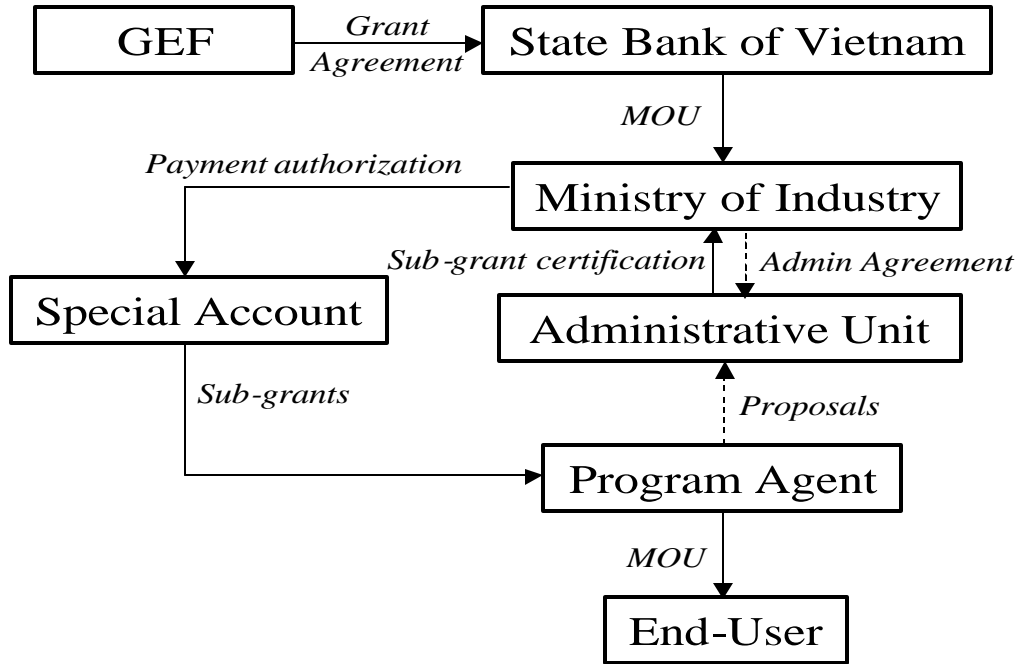 GEF
Grant
Agreement
State Bank of Vietnam
MOU
Payment authorization
Ministry of Industry
Sub-grant certification
Admin Agreement
Special Account
Administrative Unit
Sub-grants
Proposals
Program Agent
MOU
End-User